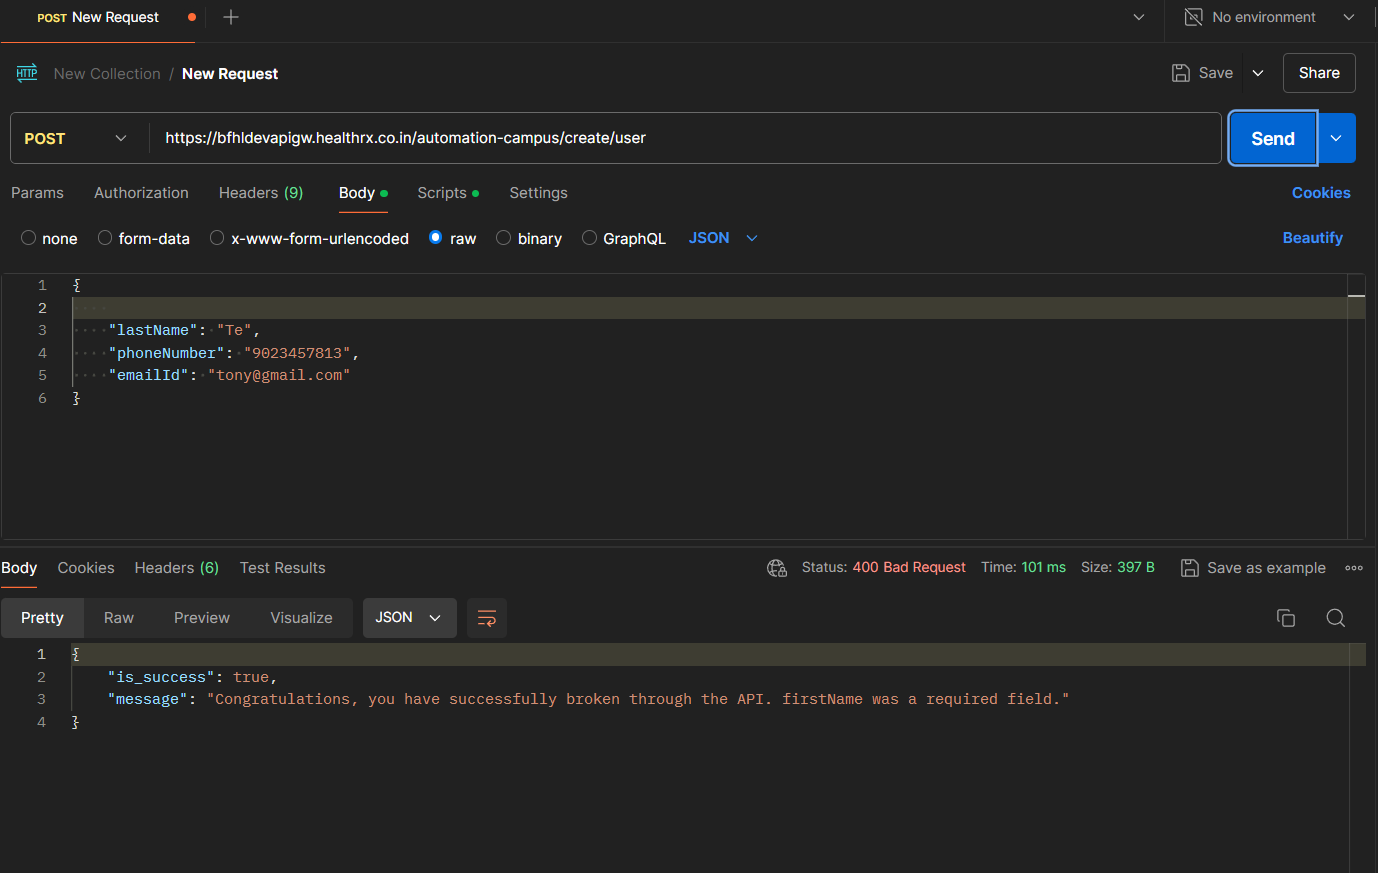 POST New Request
No environment
HTTP New Collection / New Request
Save
Share
POST
https://bfhldevapigw.healthrx.co.in/automation-campus/create/user
Send
Params Authorization Headers (9) Body Scripts Settings Cookies
none form-data x-www-form-urlencoded raw binary GraphQL JSON Beautify
1 {
2
3 "lastName": "Te",
4 "phoneNumber": "9023457813",
5 "emailId": "tony@gmail.com"
6 }
Body Cookies Headers (6) Test Results Status: 400 Bad Request Time: 101 ms Size: 397 B Save as example
Pretty Raw Preview Visualize JSON
1 {
2 "is_success": true,
3 "message": "Congratulations, you have successfully broken through the API. firstName was a required field."
4 }